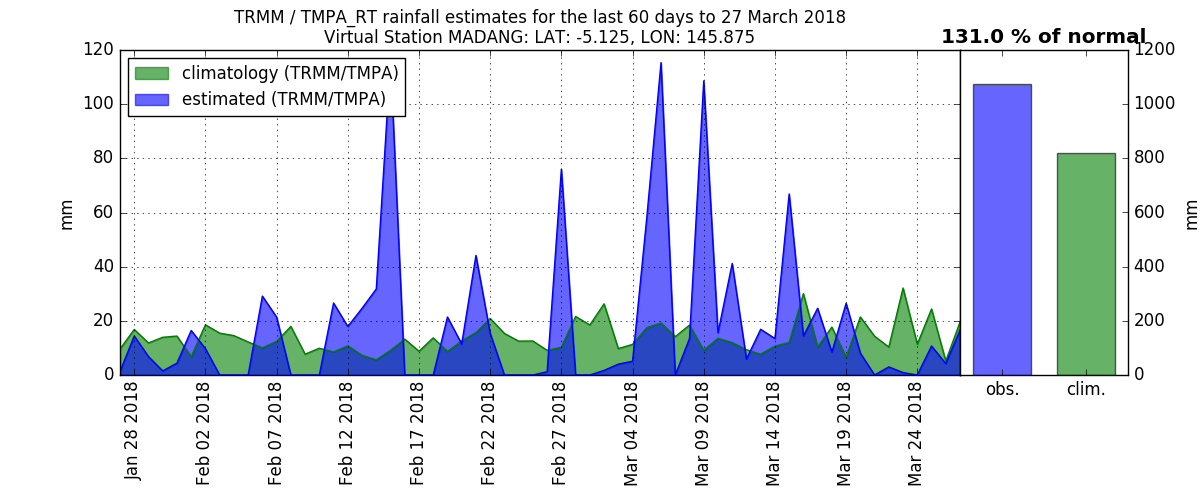 TRMM / TMPA_RT rainfall estimates for the last 60 days to 27 March 2018
Virtual Station MADANG: LAT: -5.125, LON: 145.875
131.0 % of normal
climatology (TRMM/TMPA)
estimated (TRMM/TMPA)
120
100
80
60
40
20
0
mm
1200
1000
800
600
400
200
0
mm
Jan 28 2018
Feb 02 2018
Feb 07 2018
Feb 12 2018
Feb 17 2018
Feb 22 2018
Feb 27 2018
Mar 04 2018
Mar 09 2018
Mar 14 2018
Mar 19 2018
Mar 24 2018
obs.
clim.